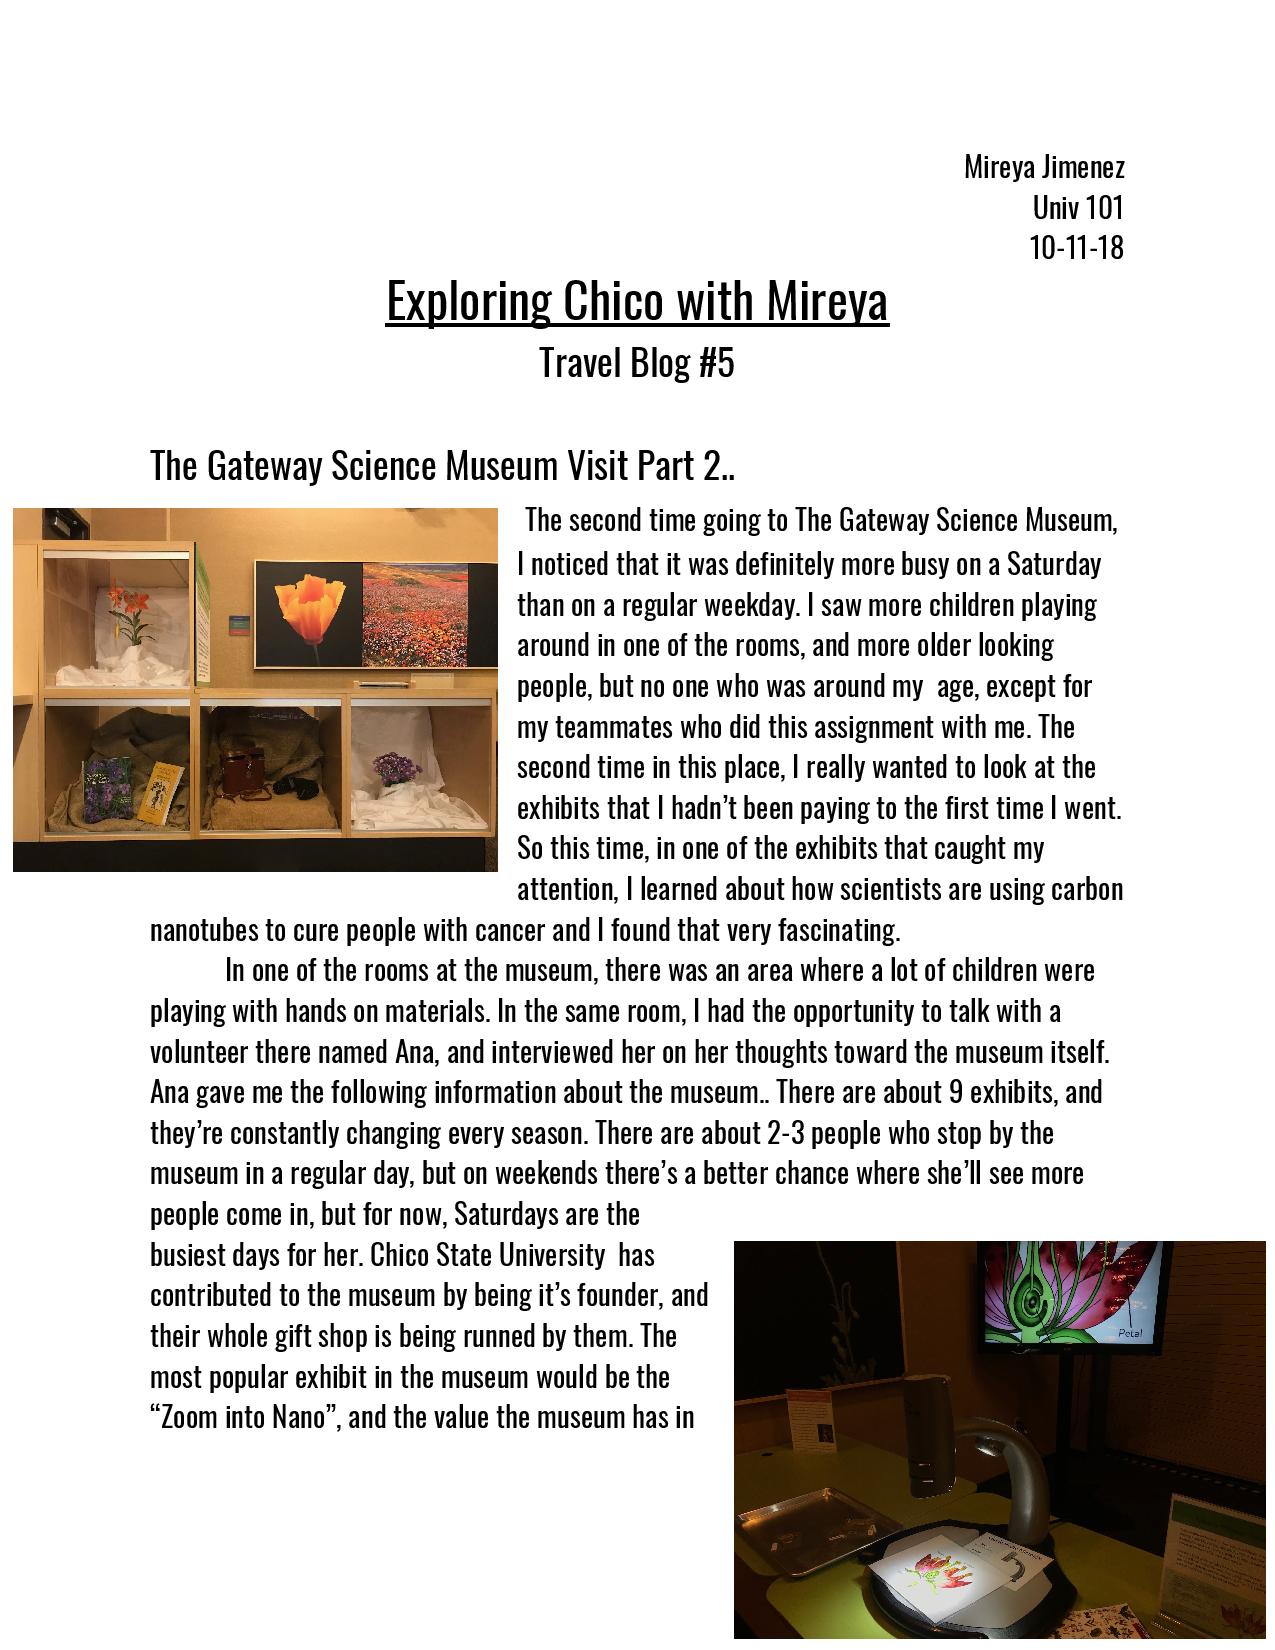 Mireya Jimenez
Univ 101
10-11-18
Exploring Chico with Mireya
Travel Blog #5
The Gateway Science Museum Visit Part 2..
The second time going to The Gateway Science Museum,
I noticed that it was definitely more busy on a Saturday
than on a regular weekday. I saw more children playing
around in one of the rooms, and more older looking
people, but no one who was around my  age, except for
my teammates who did this assignment with me. The
second time in this place, I really wanted to look at the
exhibits that I hadn’t been paying to the first time I went.
So this time, in one of the exhibits that caught my
attention, I learned about how scientists are using carbon
nanotubes to cure people with cancer and I found that very fascinating.
In one of the rooms at the museum, there was an area where a lot of children were
playing with hands on materials. In the same room, I had the opportunity to talk with a
volunteer there named Ana, and interviewed her on her thoughts toward the museum itself.
Ana gave me the following information about the museum.. There are about 9 exhibits, and
they’re constantly changing every season. There are about 2-3 people who stop by the
museum in a regular day, but on weekends there’s a better chance where she’ll see more
people come in, but for now, Saturdays are the
busiest days for her. Chico State University  has
contributed to the museum by being it’s founder, and
their whole gift shop is being runned by them. The
most popular exhibit in the museum would be the
“Zoom into Nano”, and the value the museum has in
Petal